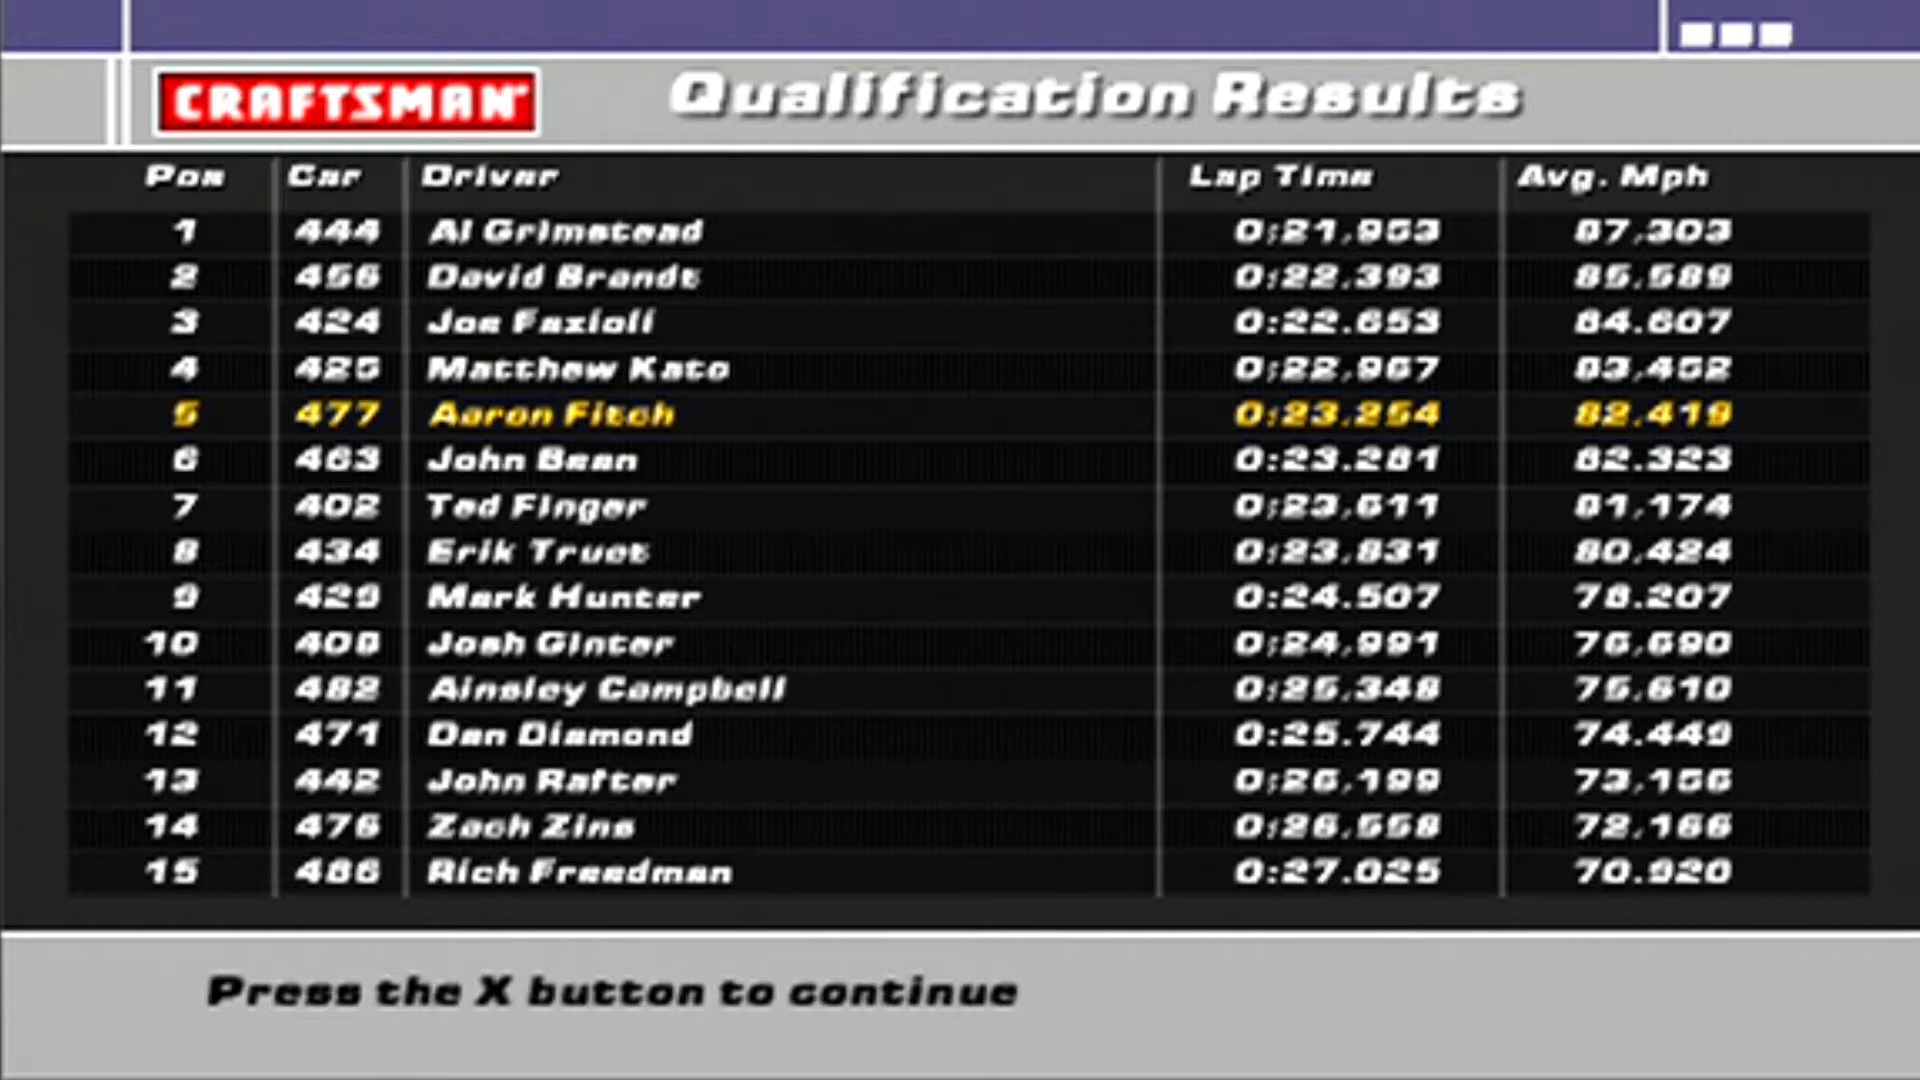 CRAFTSMAN Qualification Results
Pos Car Driver Lap Time Avg. Mph
1 444 Al Grimstead 0:21.953 87.303
2 456 David Brandt 0:22.393 85.589
3 424 Joe Fazioli 0:22.653 84.607
4 425 Matthew Kato 0:22.967 83.452
5 477 Aaron Fitch 0:23.254 82.419
6 463 John Bean 0:23.281 82.323
7 402 Ted Finger 0:23.611 81.174
8 434 Erik Truet 0:23.831 80.424
9 429 Mark Hunter 0:24.507 78.207
10 408 Josh Ginter 0:24.991 76.690
11 482 Ainsley Campbell 0:25.348 75.610
12 471 Dan Diamond 0:25.744 74.449
13 442 John Rafter 0:26.199 73.156
14 476 Zach Zins 0:26.558 72.166
15 486 Rich Freedman 0:27.025 70.920
Press the X button to continue